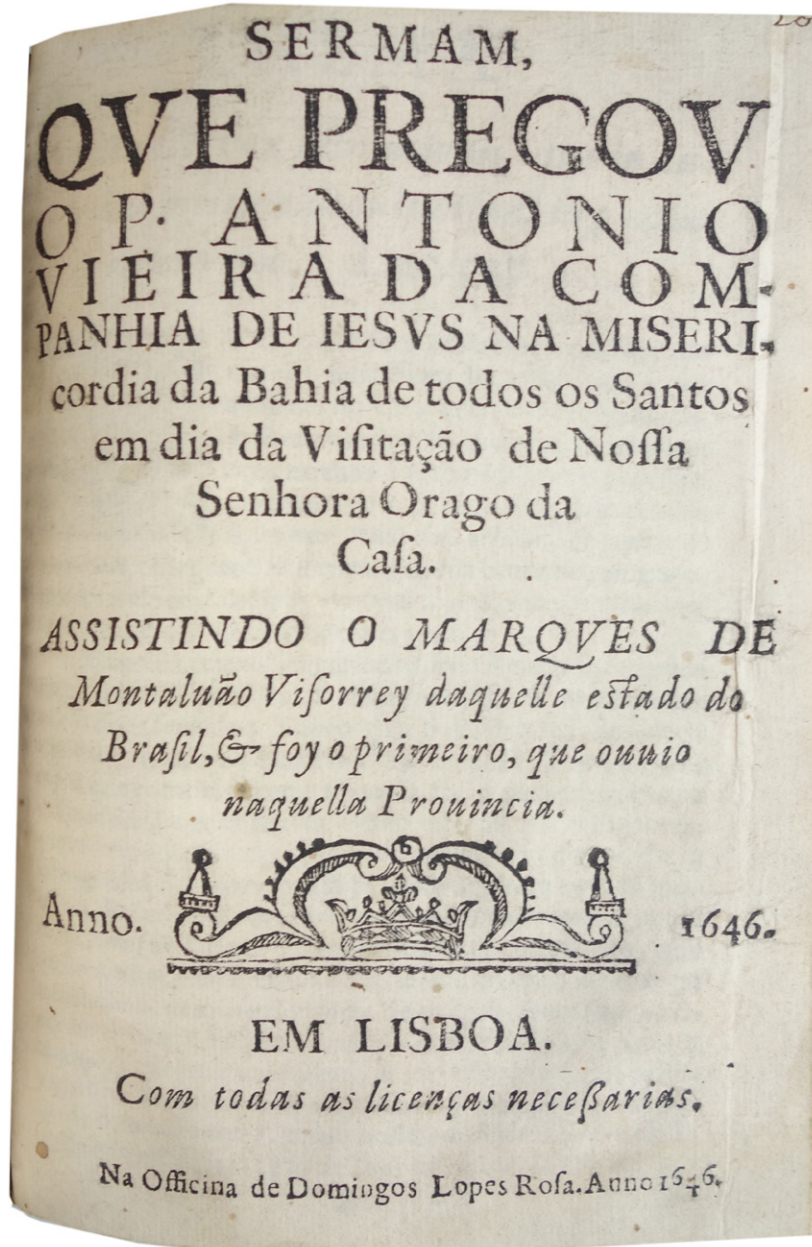 SERMAM,
QVE PREGOV
O P. ANTONIO
VIEIRA DA COM-
PANHIA DE IESVS NA MISERI-
cordia da Bahia de todos os Santos
em dia da Viſitação de Noſſa
Senhora Orago da
Caſa.
ASSISTINDO O MARQVES DE
Montaluão Viſorrey daquelle eſtado do
Braſil, & foy o primeiro, que ouuio
naquella Prouincia.
Anno. 1646.
EM LISBOA.
Com todas as licenças neceßarias.
Na Officina de Domingos Lopes Roſa. Anno 1646.